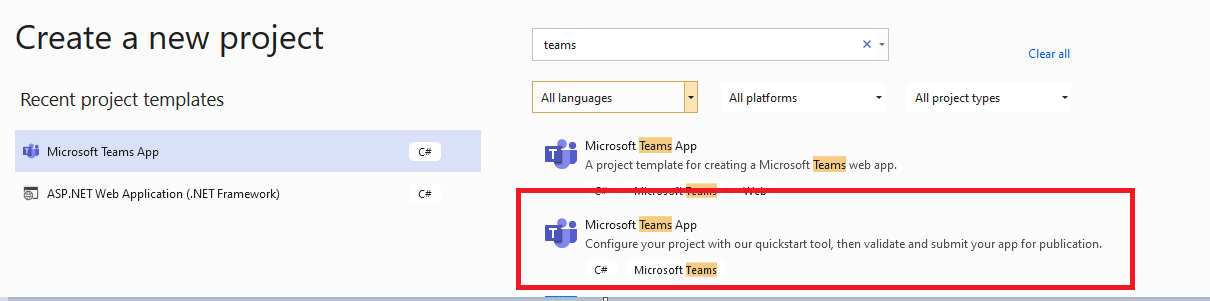 Create a new project
Recent project templates
Microsoft Teams App C#
ASP.NET Web Application (.NET Framework) C#
teams
Clear all
All languages All platforms All project types
Microsoft Teams App
A project template for creating a Microsoft Teams web app.
C# Microsoft Teams Web
Microsoft Teams App
Configure your project with our quickstart tool, then validate and submit your app for publication.
C# Microsoft Teams